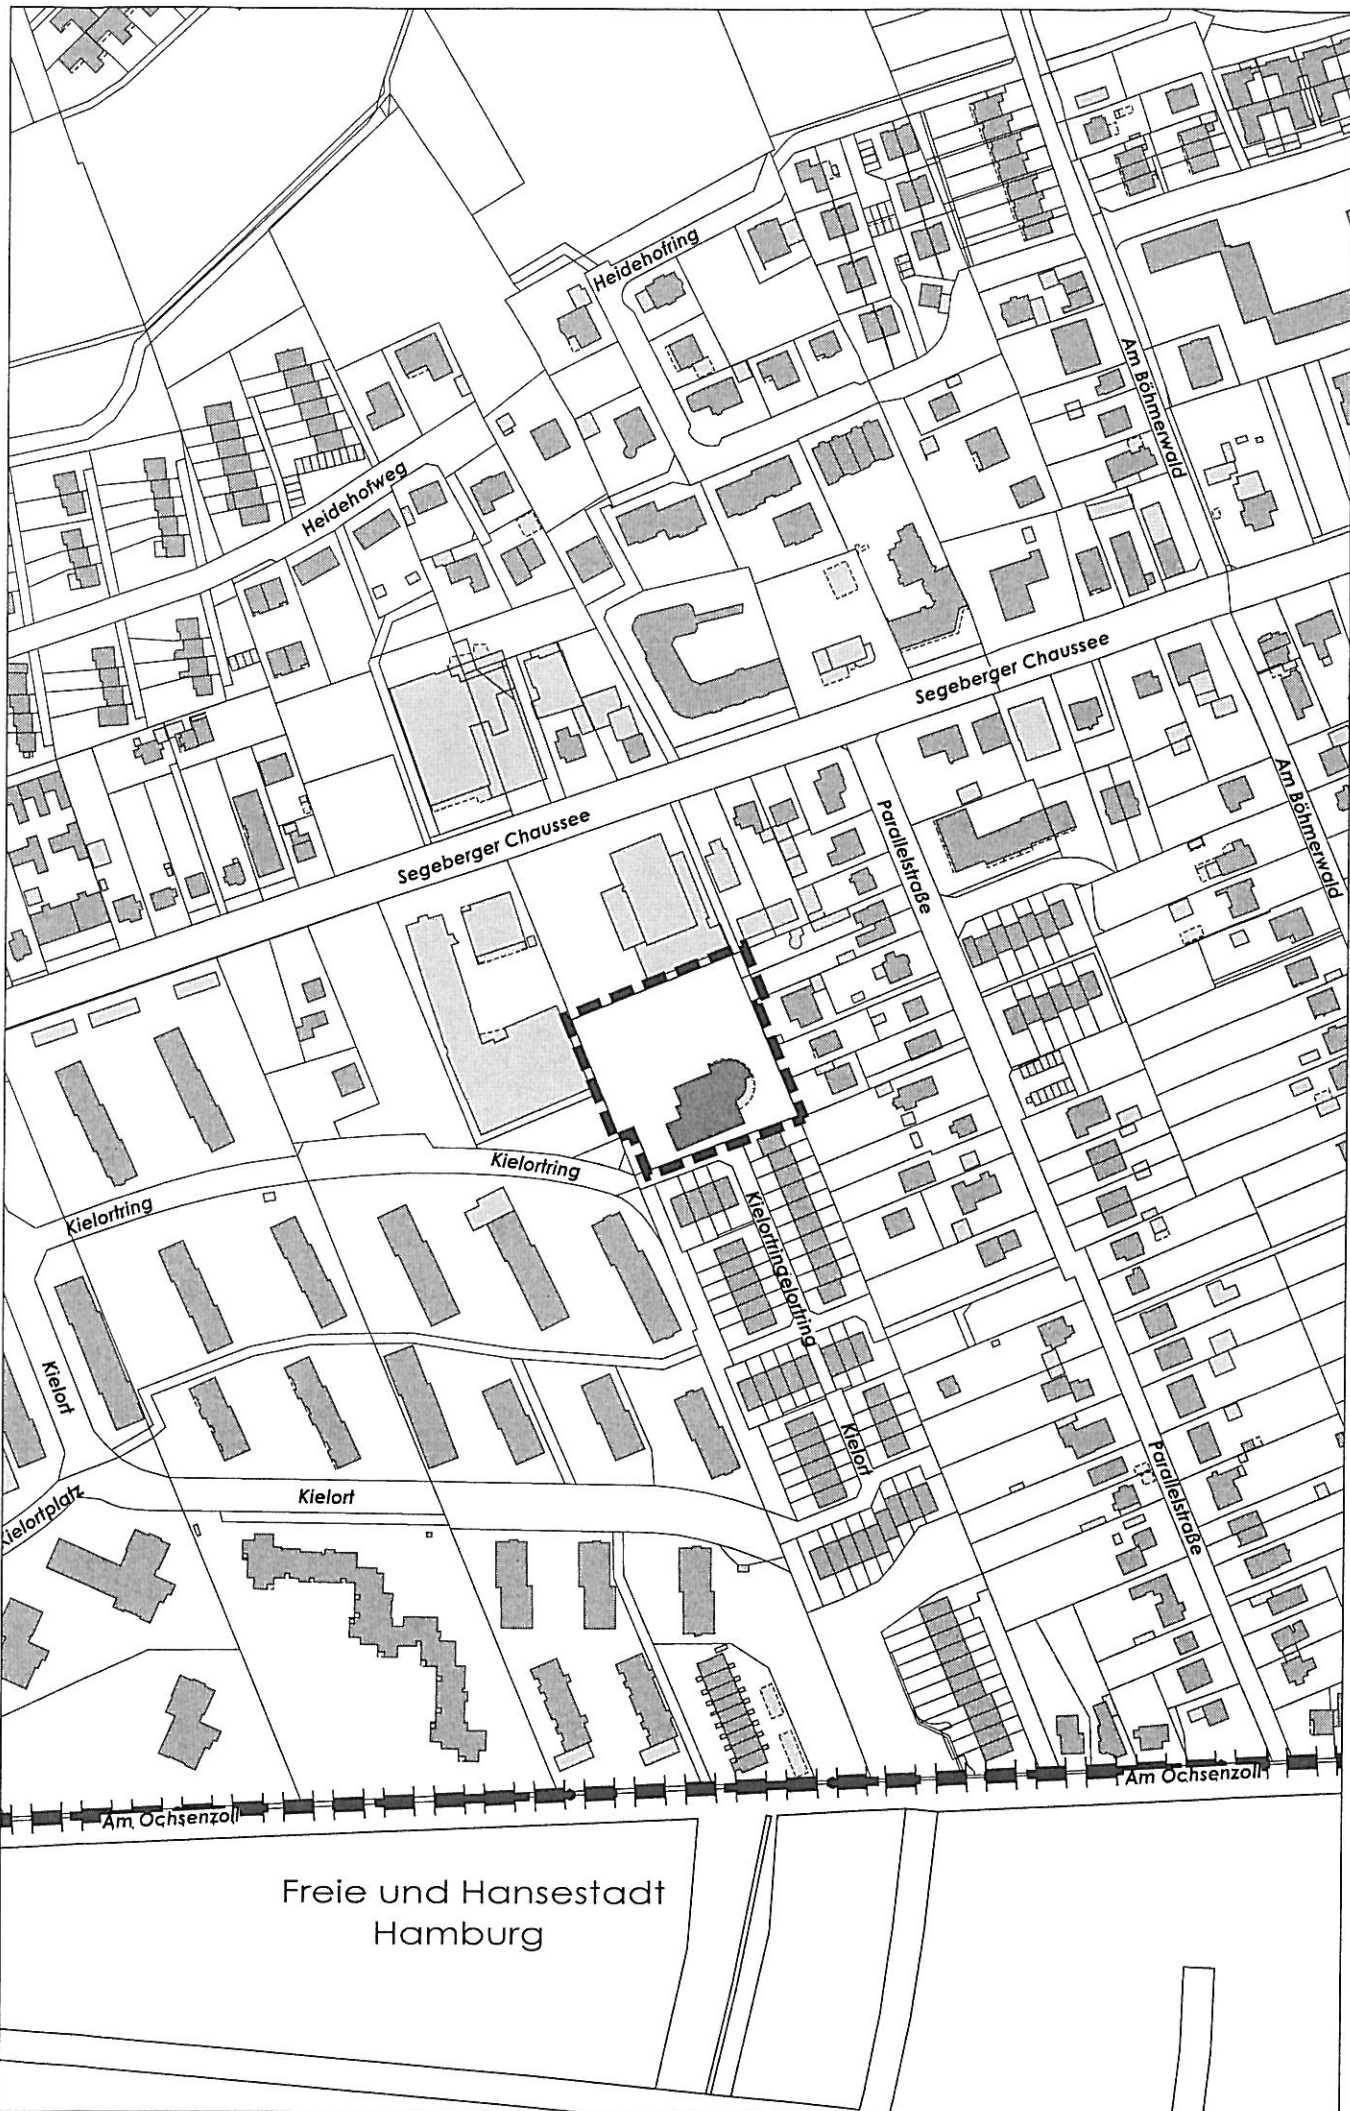 Heidehofring
Am Böhmerwald
Heidehofweg
Segeberger Chaussee
Am Böhmerwald
Parallelstraße
Segeberger Chaussee
Kielortring
Kielortring
Kielortringelortring
Kielort
Kielort
Parallelstraße
Kielort
Kielortplatz
Am Ochsenzoll
Am Ochsenzoll
Freie und Hansestadt
Hamburg